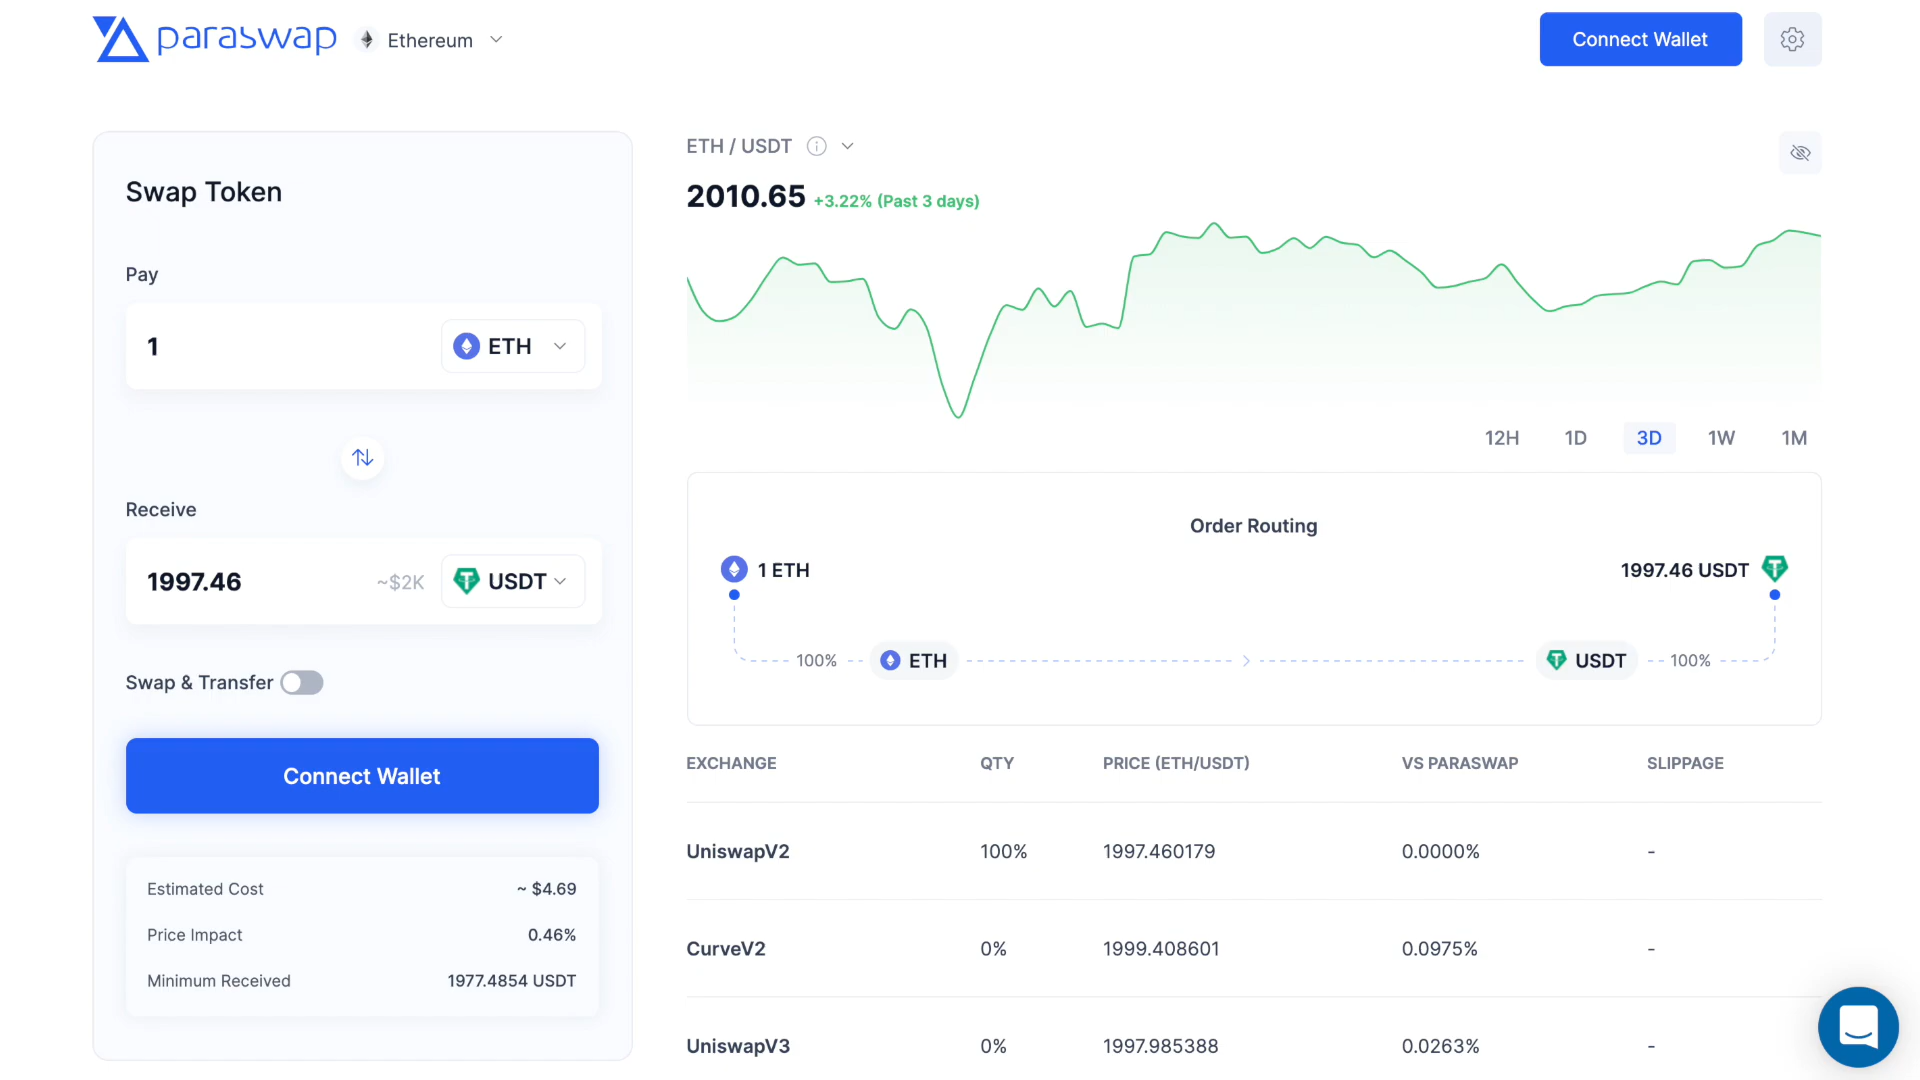 paraswap
Ethereum
Connect Wallet
Swap Token
Pay
1
ETH
Receive
1997.46
~$2K
USDT
Swap & Transfer
Connect Wallet
Estimated Cost
~ $4.69
Price Impact
0.46%
Minimum Received
1977.4854 USDT
ETH / USDT
2010.65 +3.22% (Past 3 days)
12H
1D
3D
1W
1M
Order Routing
1 ETH
1997.46 USDT
100%
ETH
USDT
100%
EXCHANGE QTY PRICE (ETH/USDT) VS PARASWAP SLIPPAGE
UniswapV2 100% 1997.460179 0.0000% -
CurveV2 0% 1999.408601 0.0975% -
UniswapV3 0% 1997.985388 0.0263% -